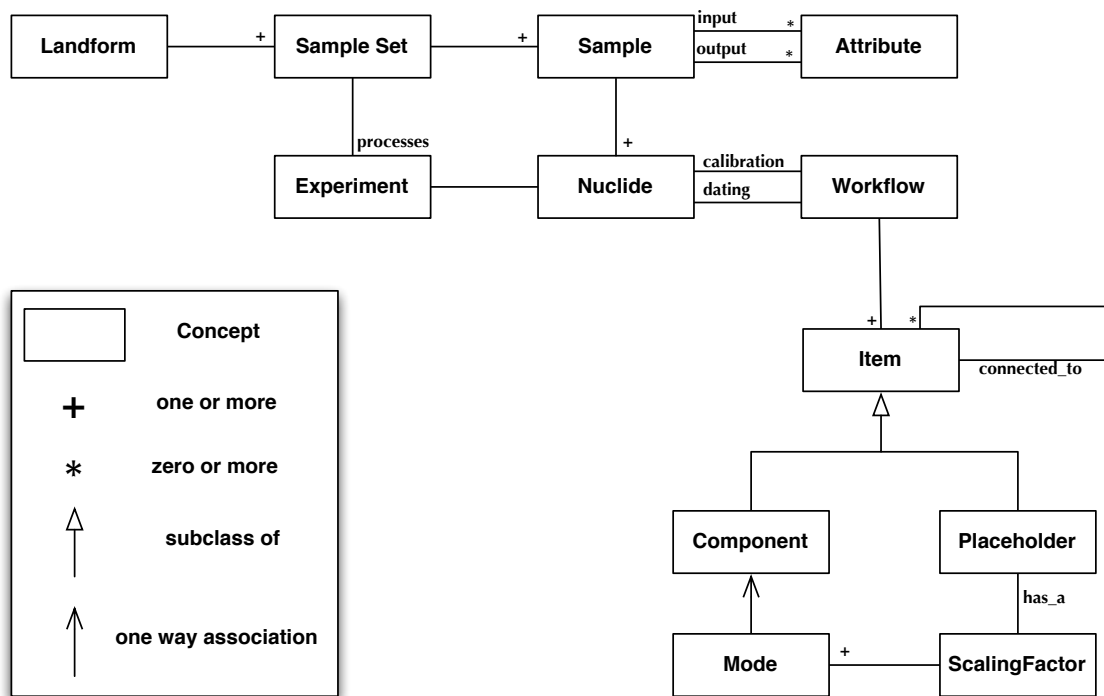 Landform
+
Sample Set
+
Sample
input
*
output
*
Attribute
processes
+
Experiment
Nuclide
calibration
dating
Workflow
+
*
Item
connected_to
Component
Placeholder
has_a
Mode
+
ScalingFactor
Concept
+
one or more
*
zero or more
subclass of
one way association